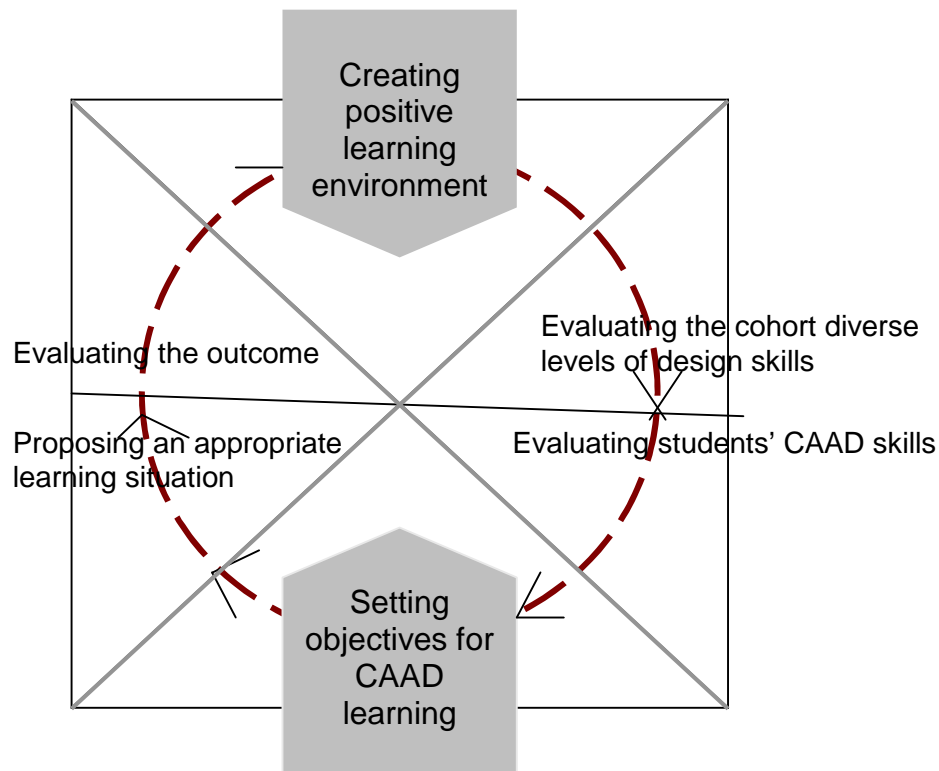 Creating
positive
learning
environment
Evaluating the outcome
Evaluating the cohort diverse
levels of design skills
Proposing an appropriate
learning situation
Evaluating students’ CAAD skills
Setting
objectives for
CAAD
learning